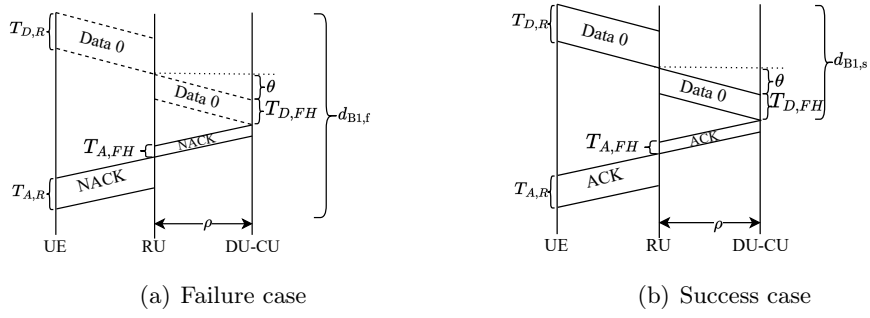 T_{D,R}
Data 0
θ
Data 0
T_{D,FH}
d_{B1,f}
T_{A,FH}
NACK
NACK
T_{A,R}
ρ
UE
RU
DU-CU
(a) Failure case
T_{D,R}
Data 0
θ
Data 0
T_{D,FH}
d_{B1,s}
T_{A,FH}
ACK
ACK
T_{A,R}
ρ
UE
RU
DU-CU
(b) Success case